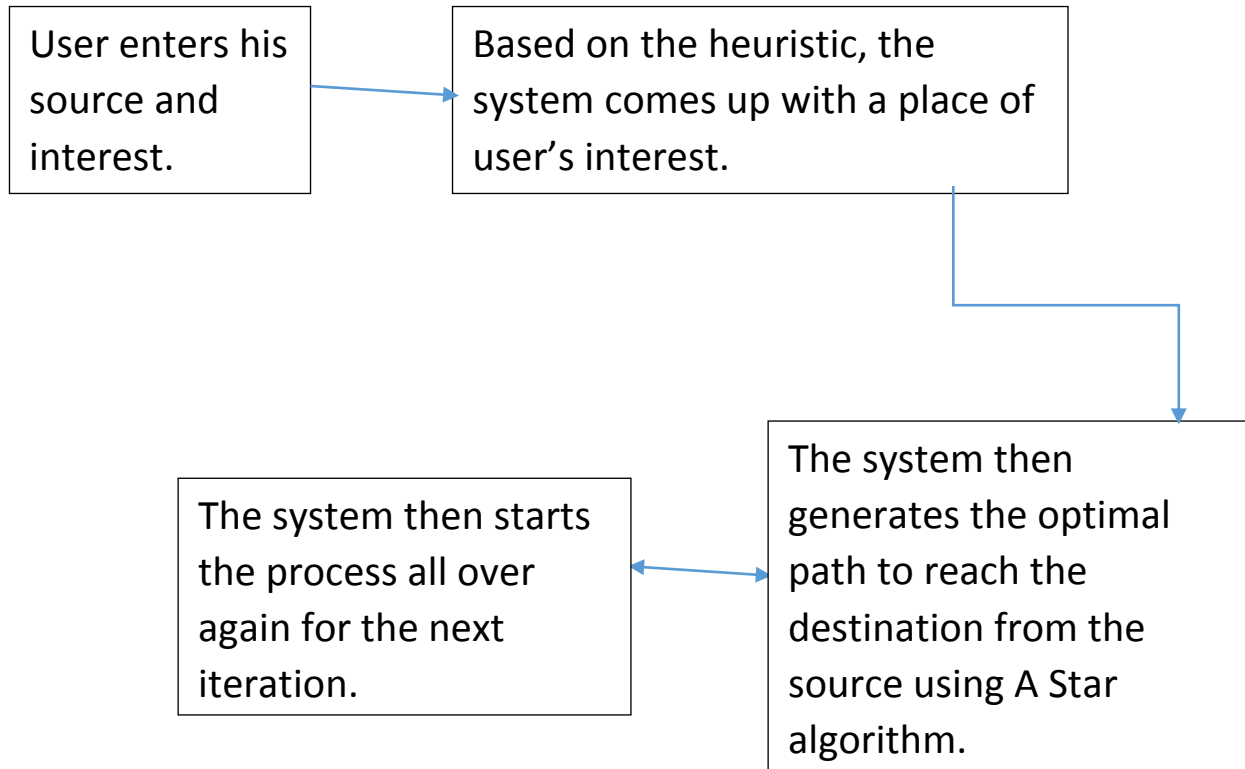 User enters his
source and
interest.
Based on the heuristic, the
system comes up with a place of
user’s interest.
The system then
generates the optimal
path to reach the
destination from the
source using A Star
algorithm.
The system then starts
the process all over
again for the next
iteration.